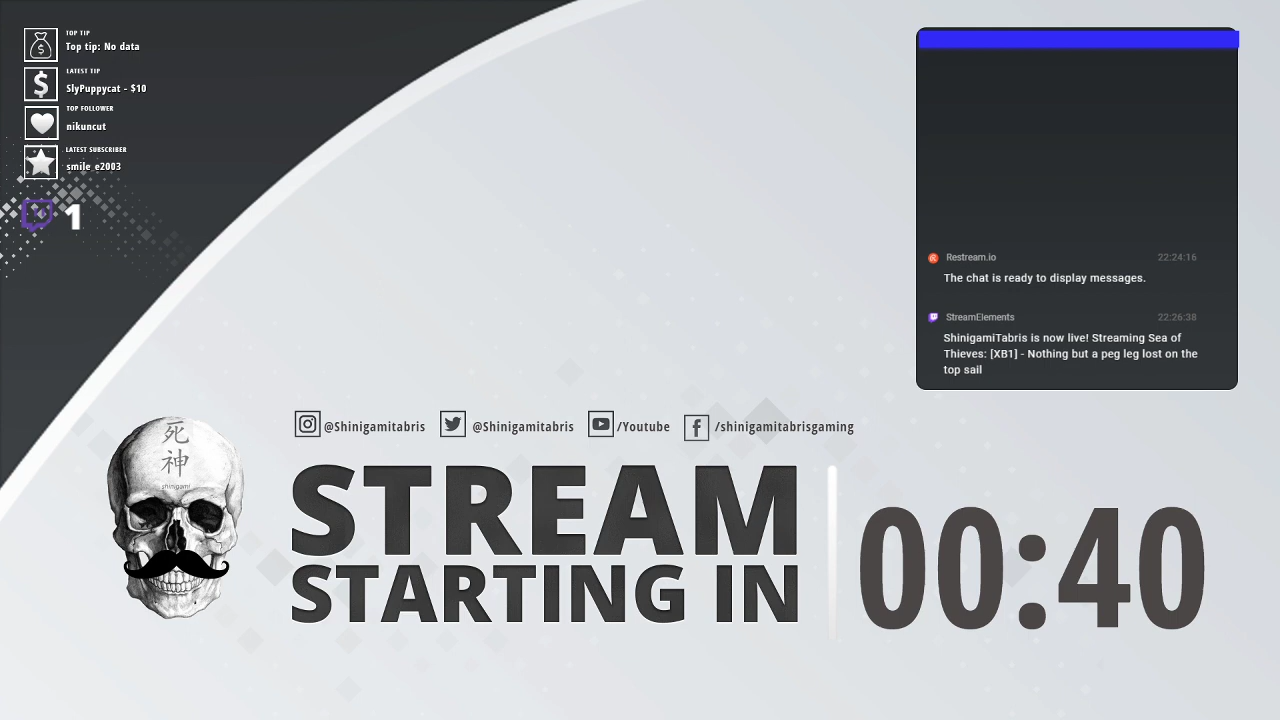 TOP TIP
Top tip: No data
LATEST TIP
SlyPuppycat - $10
TOP FOLLOWER
nikuncut
LATEST SUBSCRIBER
smile_e2003
1
Restream.io 22:24:16
The chat is ready to display messages.
StreamElements 22:26:38
ShinigamiTabris is now live! Streaming Sea of
Thieves: [XB1] - Nothing but a peg leg lost on the
top sail
@Shinigamitabris @Shinigamitabris /Youtube /shinigamitabrisgaming
死
神
shinigami
STREAM
STARTING IN
00:40